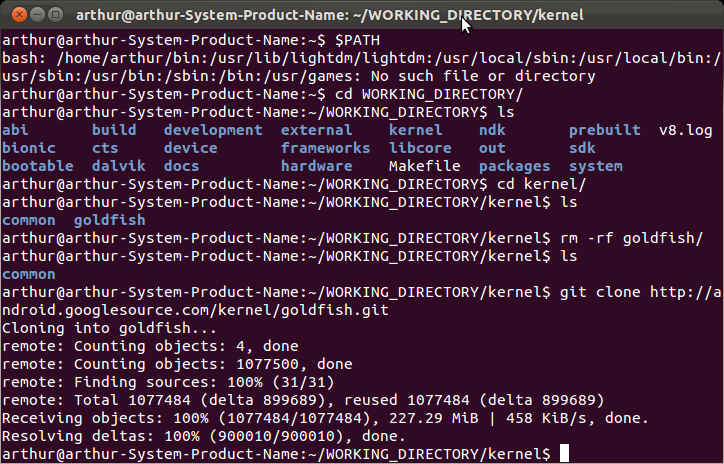 arthur@arthur-System-Product-Name: ~/WORKING_DIRECTORY/kernel
arthur@arthur-System-Product-Name:~$ $PATH
bash: /home/arthur/bin:/usr/lib/lightdm/lightdm:/usr/local/sbin:/usr/local/bin:/
usr/sbin:/usr/bin:/sbin:/bin:/usr/games: No such file or directory
arthur@arthur-System-Product-Name:~$ cd WORKING_DIRECTORY/
arthur@arthur-System-Product-Name:~/WORKING_DIRECTORY$ ls
abi       build   development  external    kernel    ndk       prebuilt  v8.log
bionic    cts     device       frameworks  libcore   out       sdk
bootable  dalvik  docs         hardware    Makefile  packages  system
arthur@arthur-System-Product-Name:~/WORKING_DIRECTORY$ cd kernel/
arthur@arthur-System-Product-Name:~/WORKING_DIRECTORY/kernel$ ls
common  goldfish
arthur@arthur-System-Product-Name:~/WORKING_DIRECTORY/kernel$ rm -rf goldfish/
arthur@arthur-System-Product-Name:~/WORKING_DIRECTORY/kernel$ ls
common
arthur@arthur-System-Product-Name:~/WORKING_DIRECTORY/kernel$ git clone http://a
ndroid.googlesource.com/kernel/goldfish.git
Cloning into goldfish...
remote: Counting objects: 4, done
remote: Counting objects: 1077500, done
remote: Finding sources: 100% (31/31)
remote: Total 1077484 (delta 899689), reused 1077484 (delta 899689)
Receiving objects: 100% (1077484/1077484), 227.29 MiB | 458 KiB/s, done.
Resolving deltas: 100% (900010/900010), done.
arthur@arthur-System-Product-Name:~/WORKING_DIRECTORY/kernel$